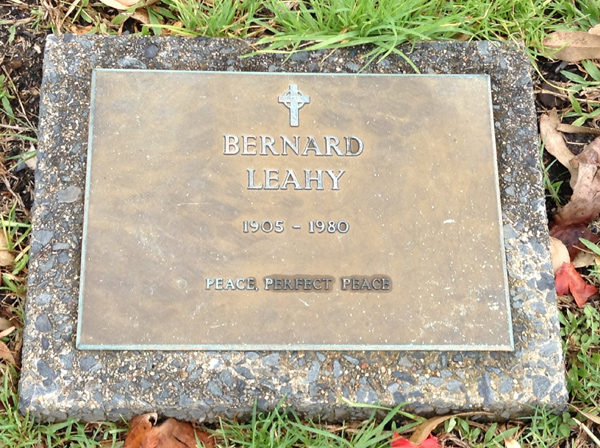 BERNARD
LEAHY
1905 - 1980
PEACE, PERFECT PEACE